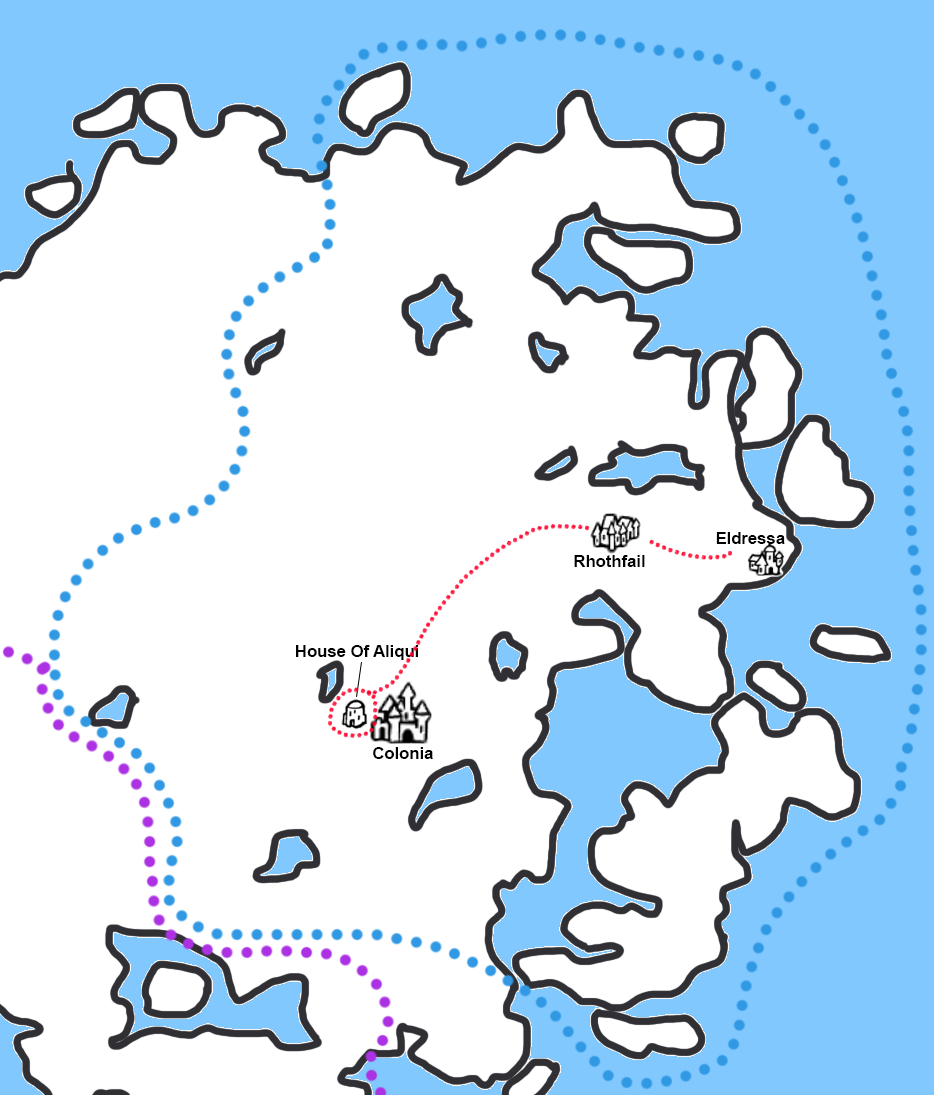 Eldressa
Rhothfail
House Of Aliqui
Colonia